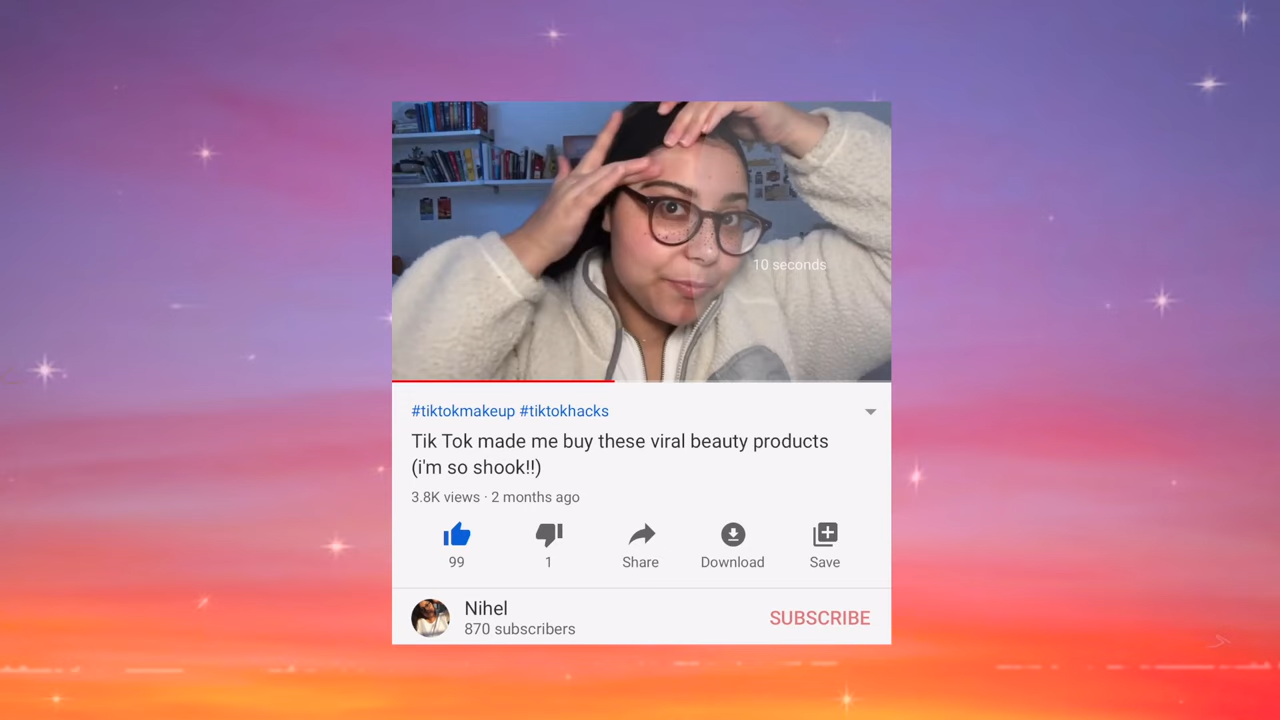 10 seconds
#tiktokmakeup #tiktokhacks
Tik Tok made me buy these viral beauty products
(i'm so shook!!)
3.8K views · 2 months ago
99
1
Share
Download
Save
Nihel
870 subscribers
SUBSCRIBE